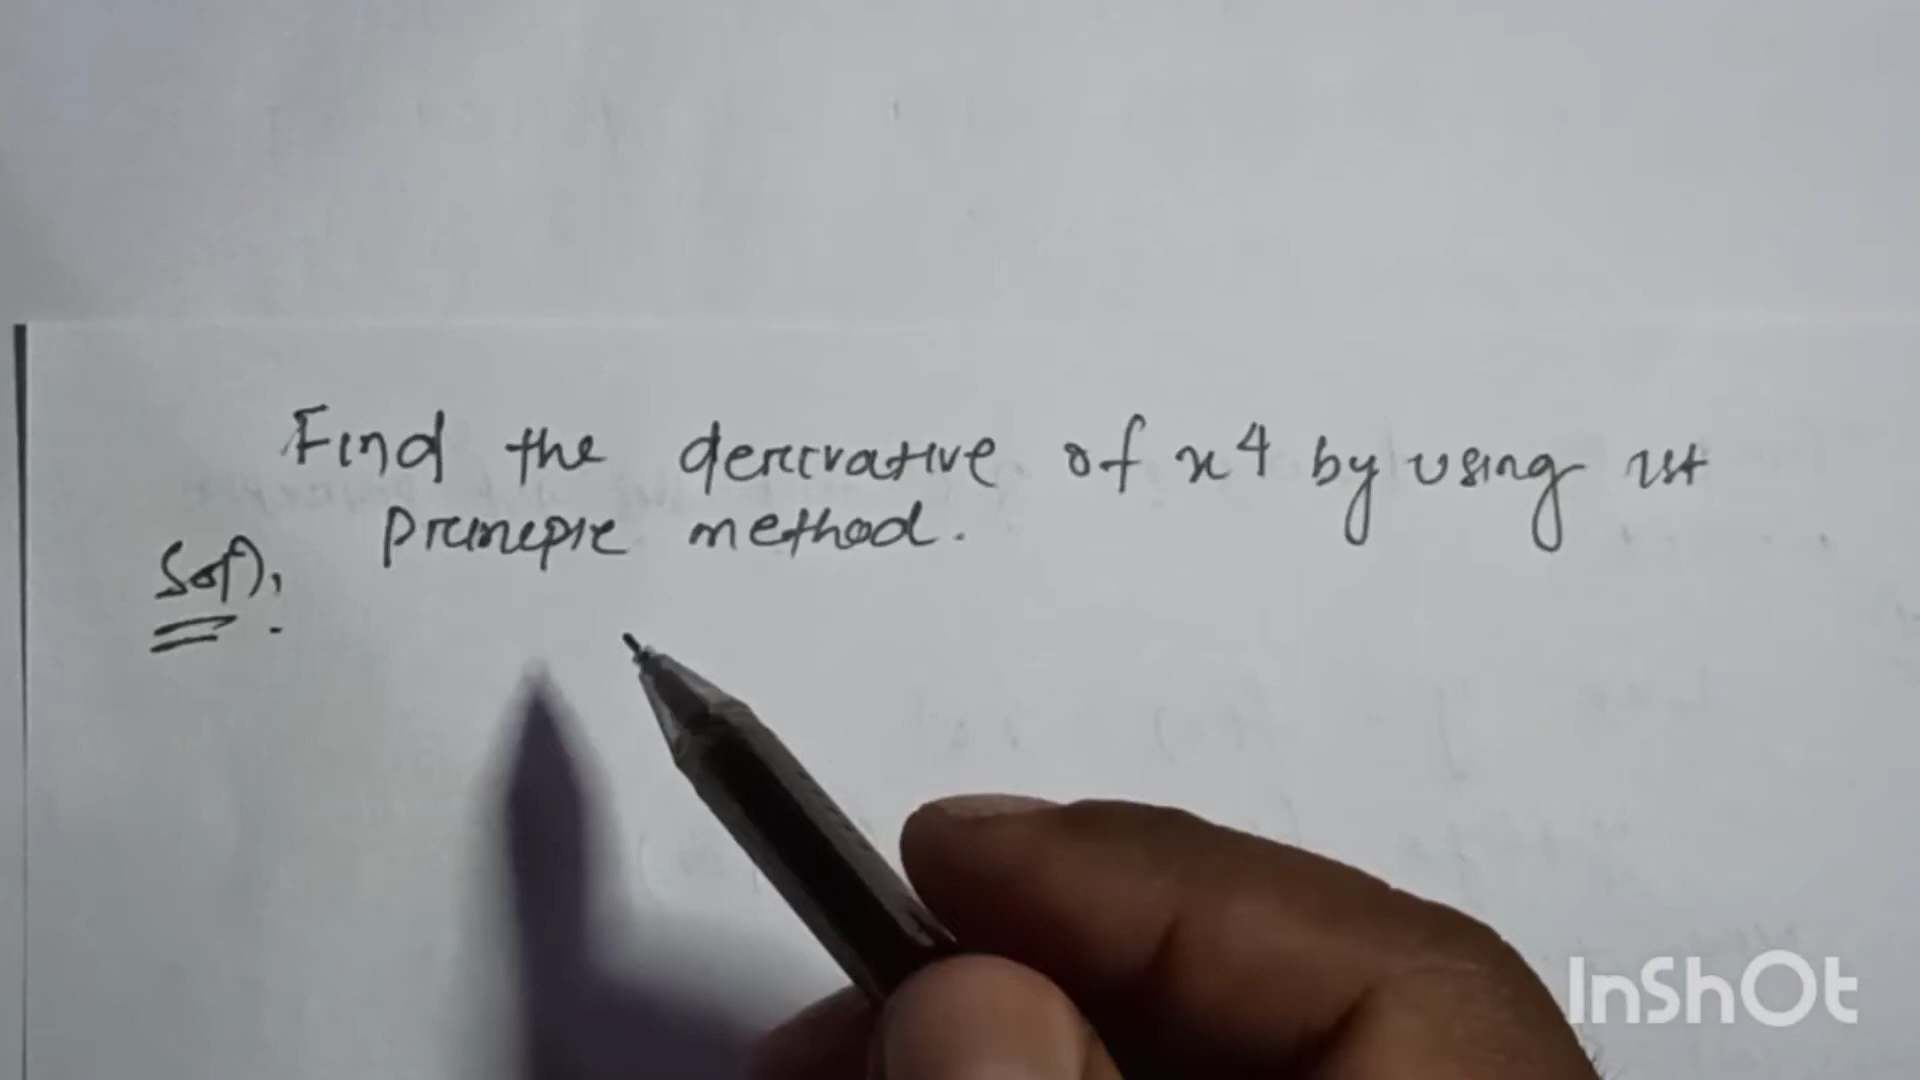 Find the derivative of x4 by using 1st
Principle method.
Sol):
InShOt